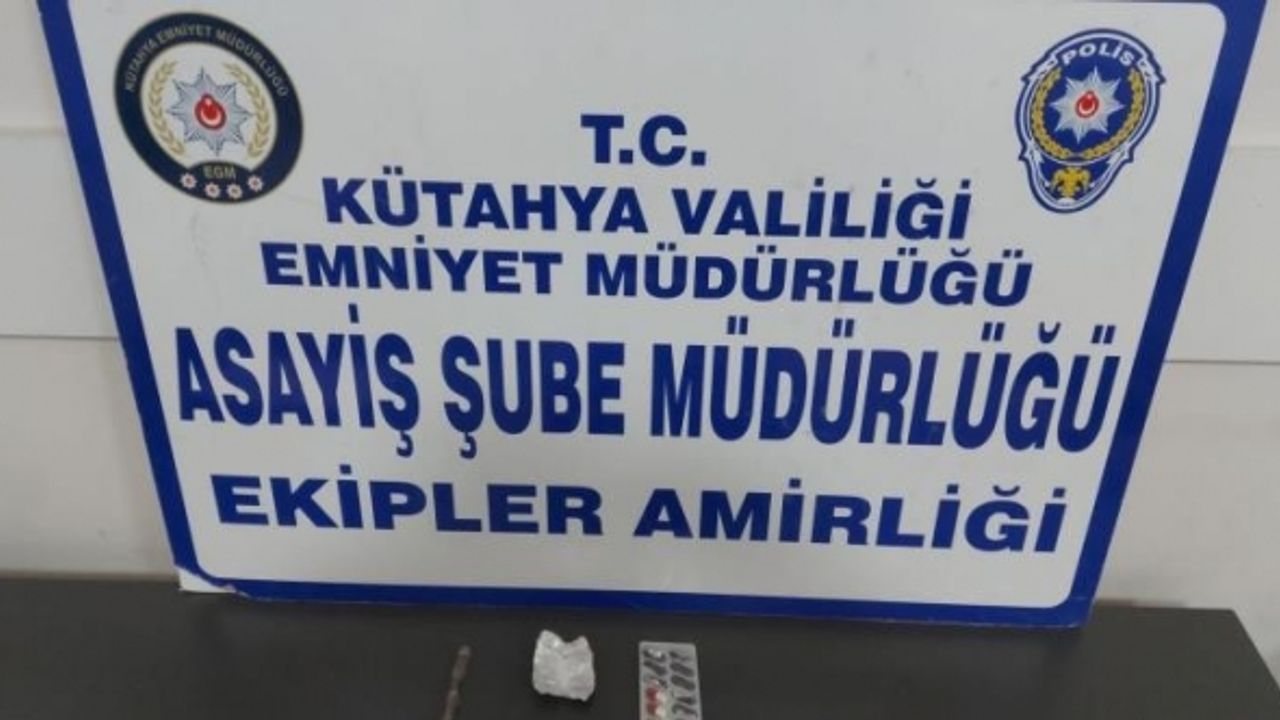 KÜTAHYA EMNİYET MÜDÜRLÜĞÜ
EGM
POLİS
T.C.
KÜTAHYA VALİLİĞİ
EMNİYET MÜDÜRLÜĞÜ
ASAYİŞ ŞUBE MÜDÜRLÜĞÜ
EKİPLER AMİRLİĞİ